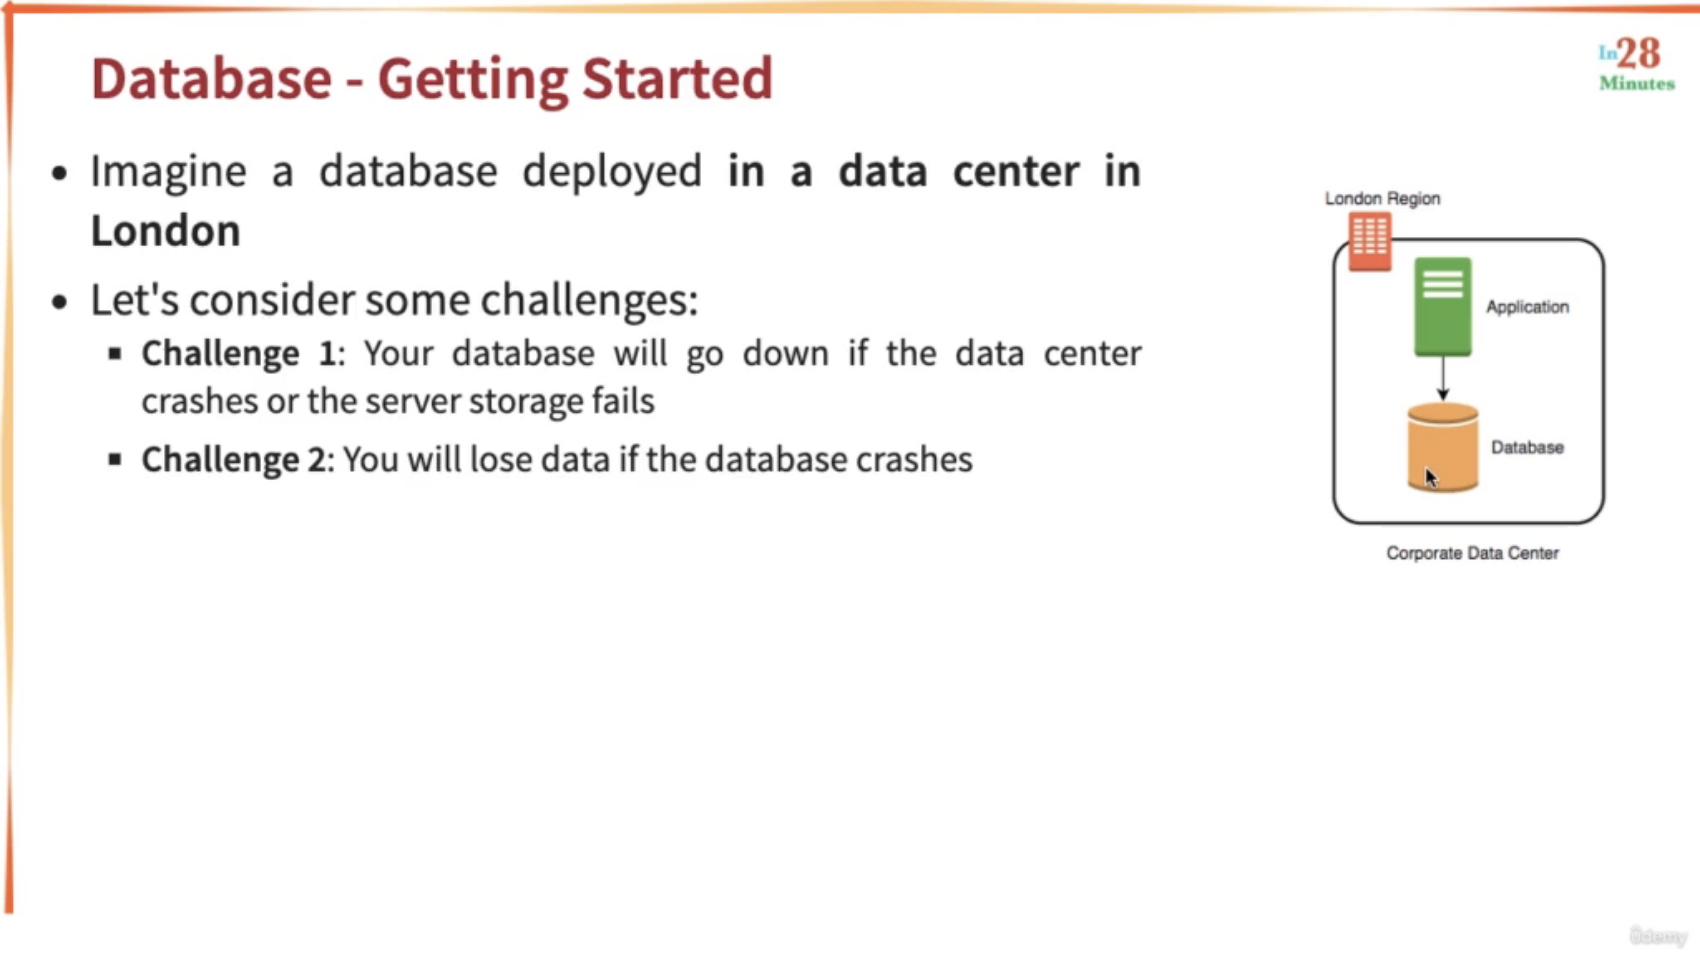 Database - Getting Started
In28
Minutes
• Imagine a database deployed in a data center in
London
• Let's consider some challenges:
▪ Challenge 1: Your database will go down if the data center
crashes or the server storage fails
▪ Challenge 2: You will lose data if the database crashes
London Region
Application
Database
Corporate Data Center
ûdemy